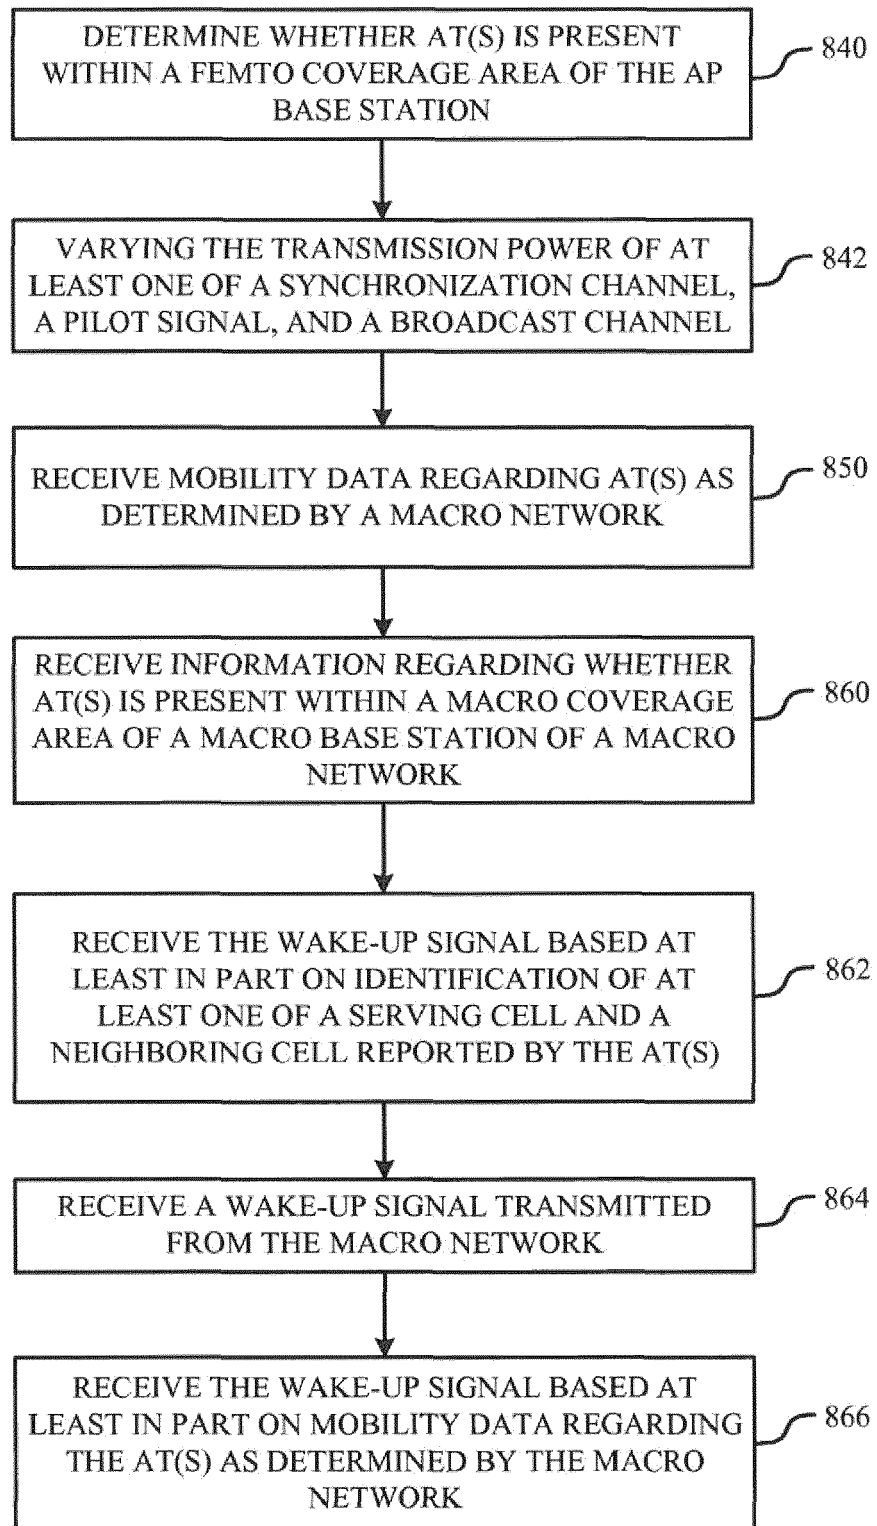 DETERMINE WHETHER AT(S) IS PRESENT
WITHIN A FEMTO COVERAGE AREA OF THE AP
BASE STATION
840
VARYING THE TRANSMISSION POWER OF AT
LEAST ONE OF A SYNCHRONIZATION CHANNEL,
A PILOT SIGNAL, AND A BROADCAST CHANNEL
842
RECEIVE MOBILITY DATA REGARDING AT(S) AS
DETERMINED BY A MACRO NETWORK
850
RECEIVE INFORMATION REGARDING WHETHER
AT(S) IS PRESENT WITHIN A MACRO COVERAGE
AREA OF A MACRO BASE STATION OF A MACRO
NETWORK
860
RECEIVE THE WAKE-UP SIGNAL BASED AT
LEAST IN PART ON IDENTIFICATION OF AT
LEAST ONE OF A SERVING CELL AND A
NEIGHBORING CELL REPORTED BY THE AT(S)
862
RECEIVE A WAKE-UP SIGNAL TRANSMITTED
FROM THE MACRO NETWORK
864
RECEIVE THE WAKE-UP SIGNAL BASED AT
LEAST IN PART ON MOBILITY DATA REGARDING
THE AT(S) AS DETERMINED BY THE MACRO
NETWORK
866